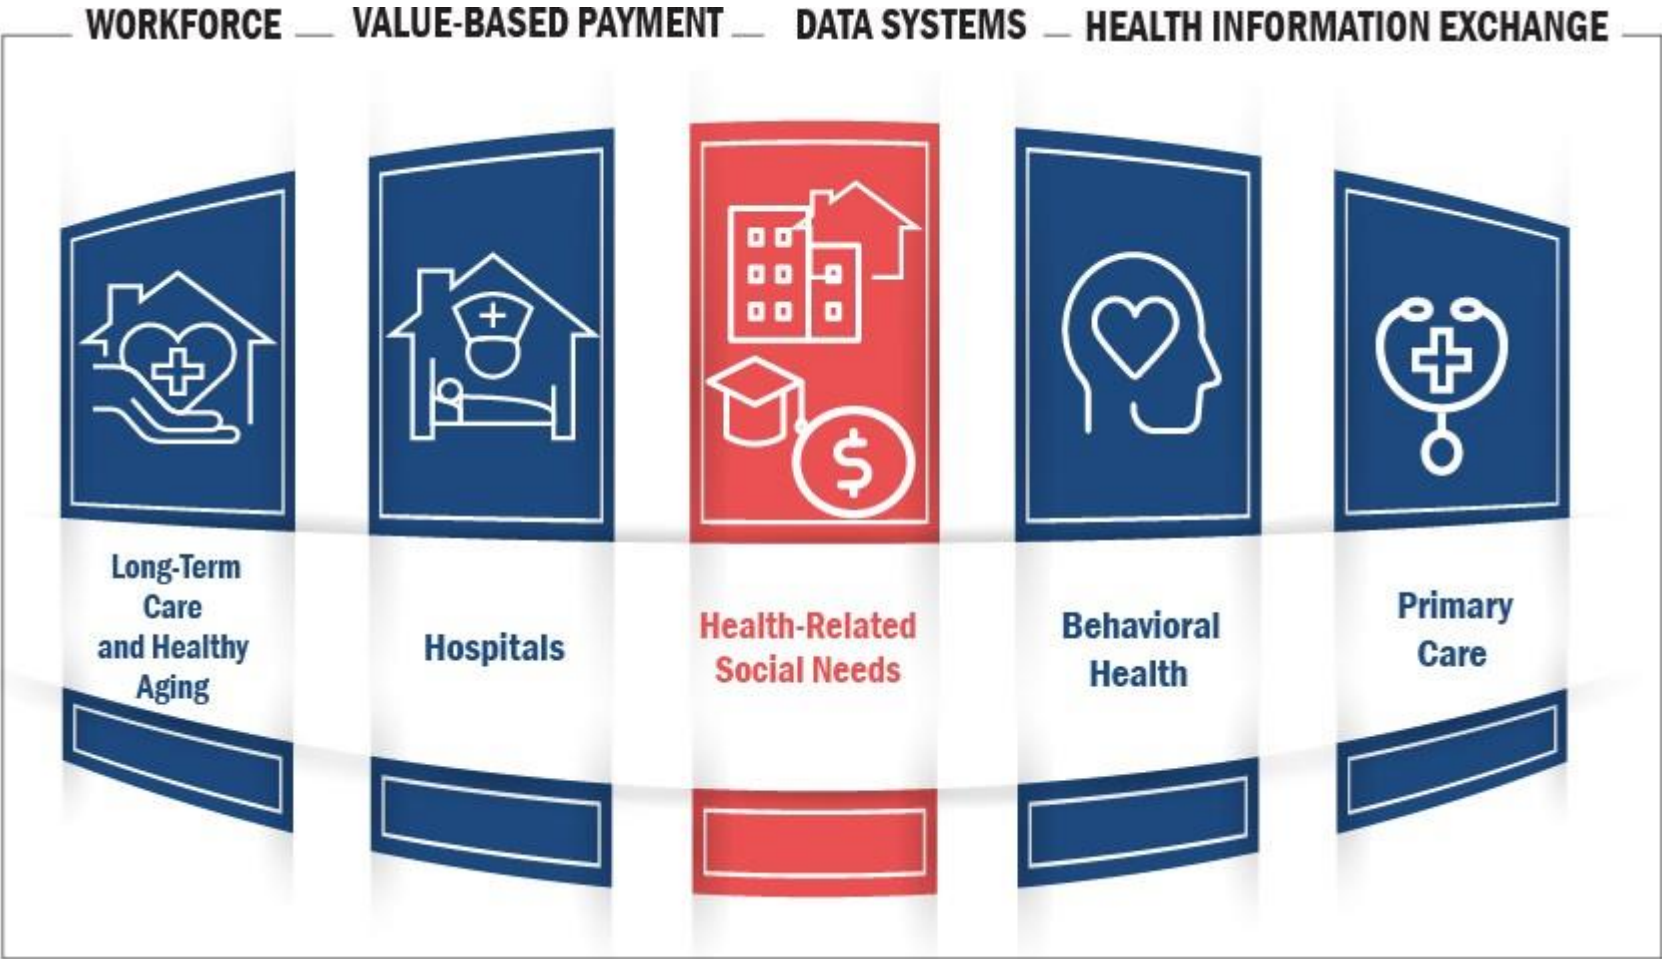 WORKFORCE VALUE-BASED PAYMENT DATA SYSTEMS HEALTH INFORMATION EXCHANGE
$
Long-Term
Care
and Healthy
Aging
Hospitals
Health-Related
Social Needs
Behavioral
Health
Primary
Care